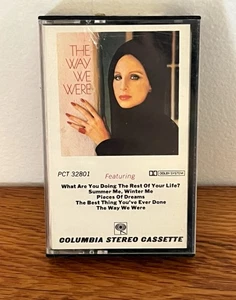 THE
WAY
WE
WERE
PCT 32801
Featuring
DOLBY SYSTEM
What Are You Doing The Rest Of Your Life?
Summer Me, Winter Me
Pieces Of Dreams
The Best Thing You've Ever Done
The Way We Were
COLUMBIA STEREO CASSETTE